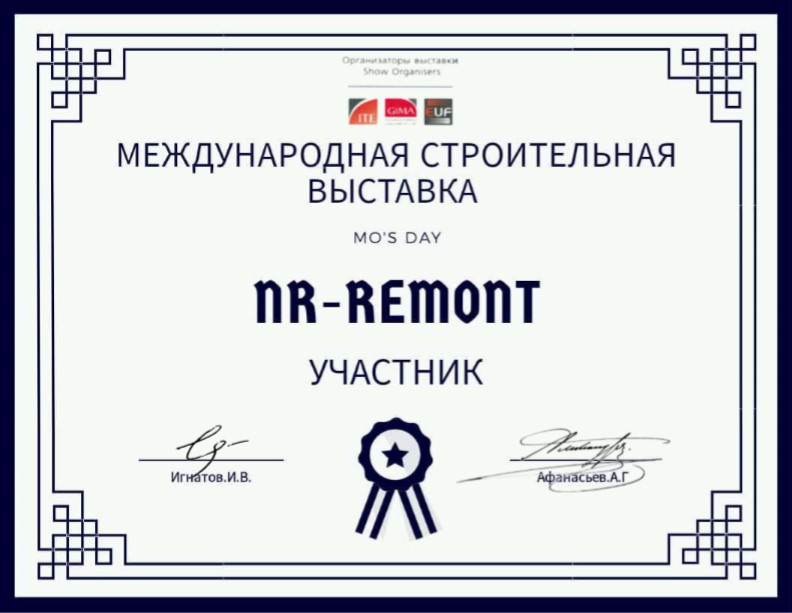 Организаторы выставки
Show Organisers
ITE GiMA EUF
МЕЖДУНАРОДНАЯ СТРОИТЕЛЬНАЯ
ВЫСТАВКА
MO'S DAY
NR-REMONT
УЧАСТНИК
Игнатов.И.В.
Афанасьев.А.Г